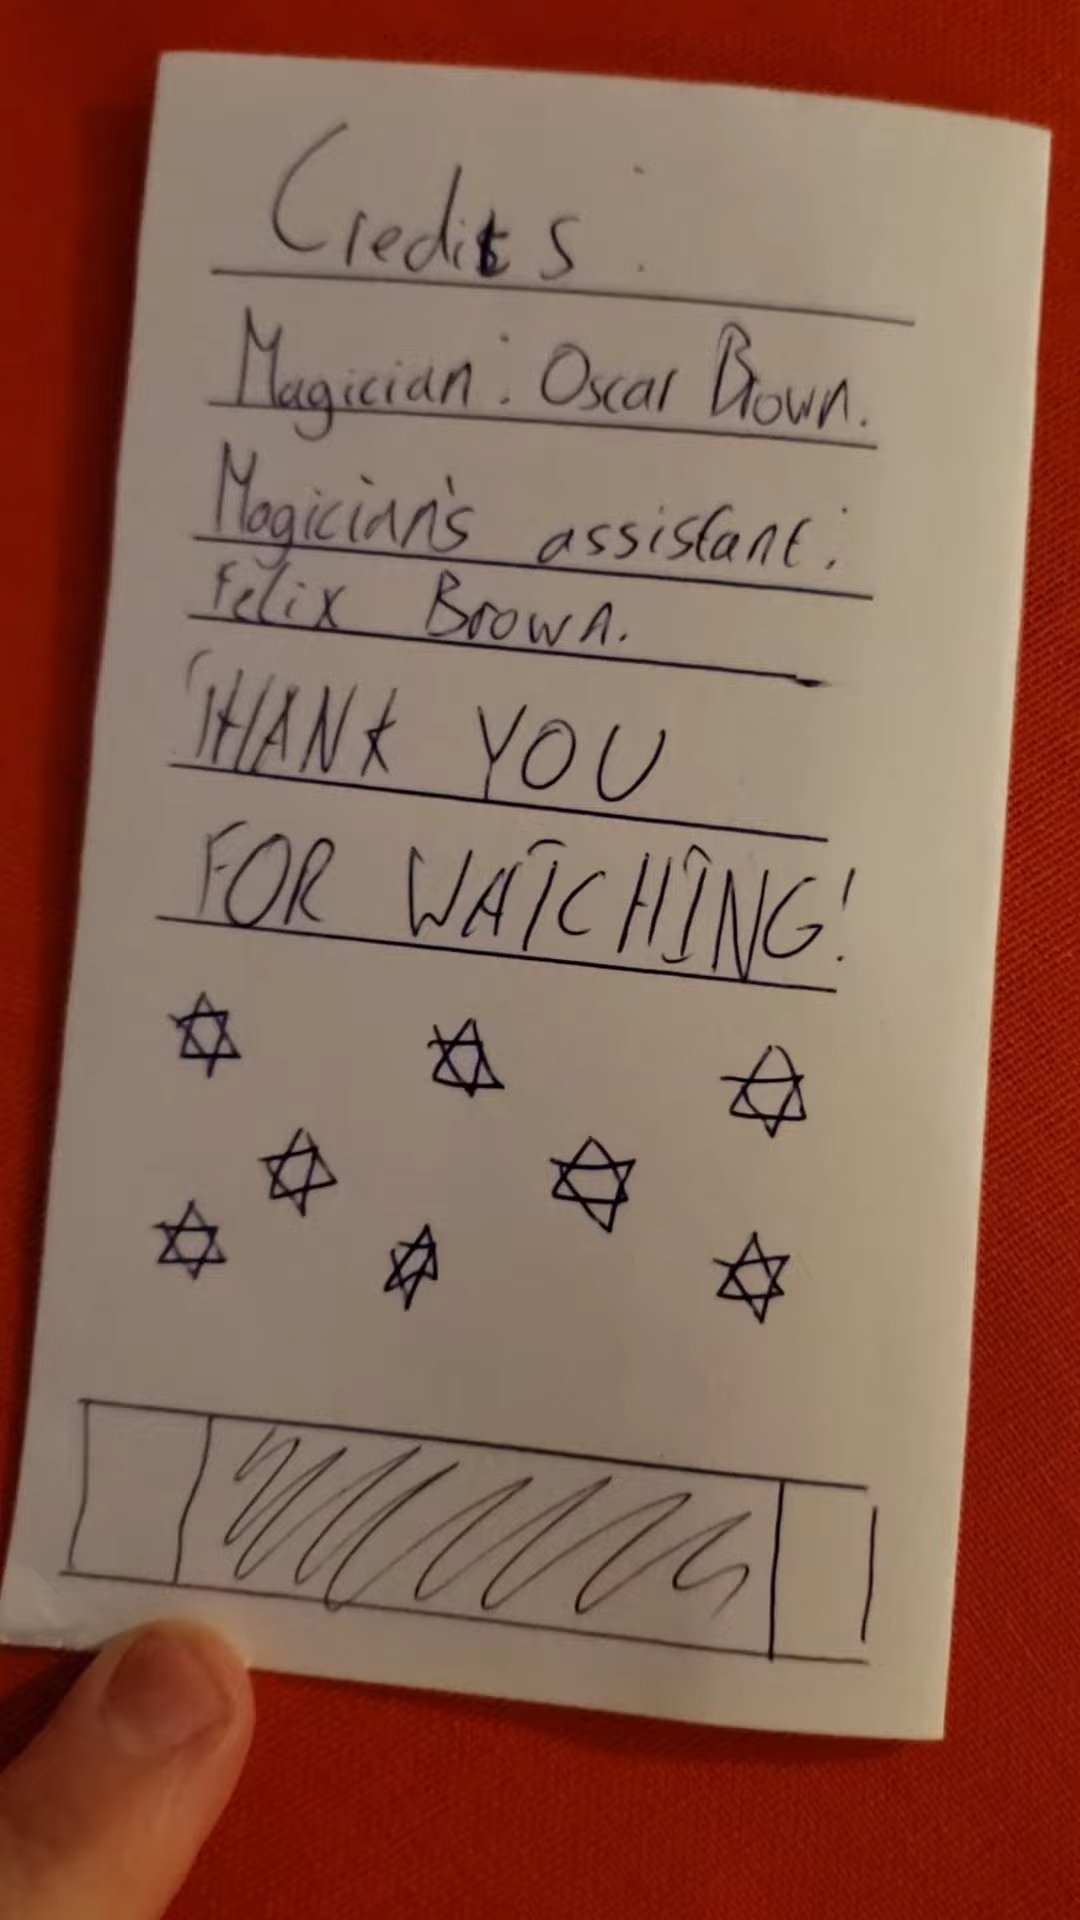 Credits :
Magician : Oscar Brown.
Magician's assistant :
Felix Brown.
THANK YOU
FOR WATCHING!